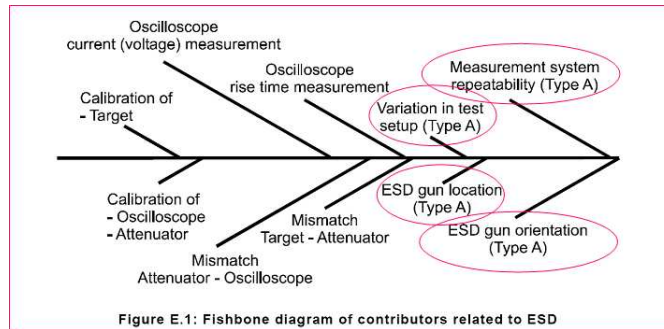 Oscilloscope
current (voltage) measurement
Oscilloscope
rise time measurement
Measurement system
repeatability (Type A)
Calibration of
- Target
Variation in test
setup (Type A)
Calibration of
- Oscilloscope
- Attenuator
ESD gun location
(Type A)
Mismatch
Target - Attenuator
ESD gun orientation
(Type A)
Mismatch
Attenuator - Oscilloscope
Figure E.1: Fishbone diagram of contributors related to ESD